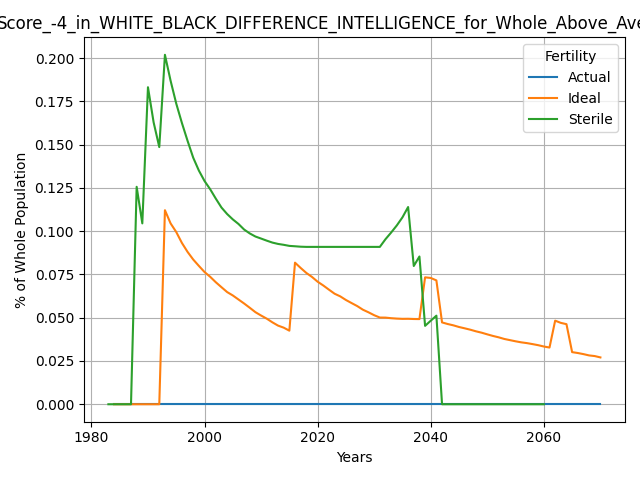 Score_-4_in_WHITE_BLACK_DIFFERENCE_INTELLIGENCE_for_Whole_Above_Ave
Fertility
Actual
Ideal
Sterile
0.200
0.175
0.150
0.125
0.100
0.075
0.050
0.025
0.000
% of Whole Population
1980
2000
2020
2040
2060
Years